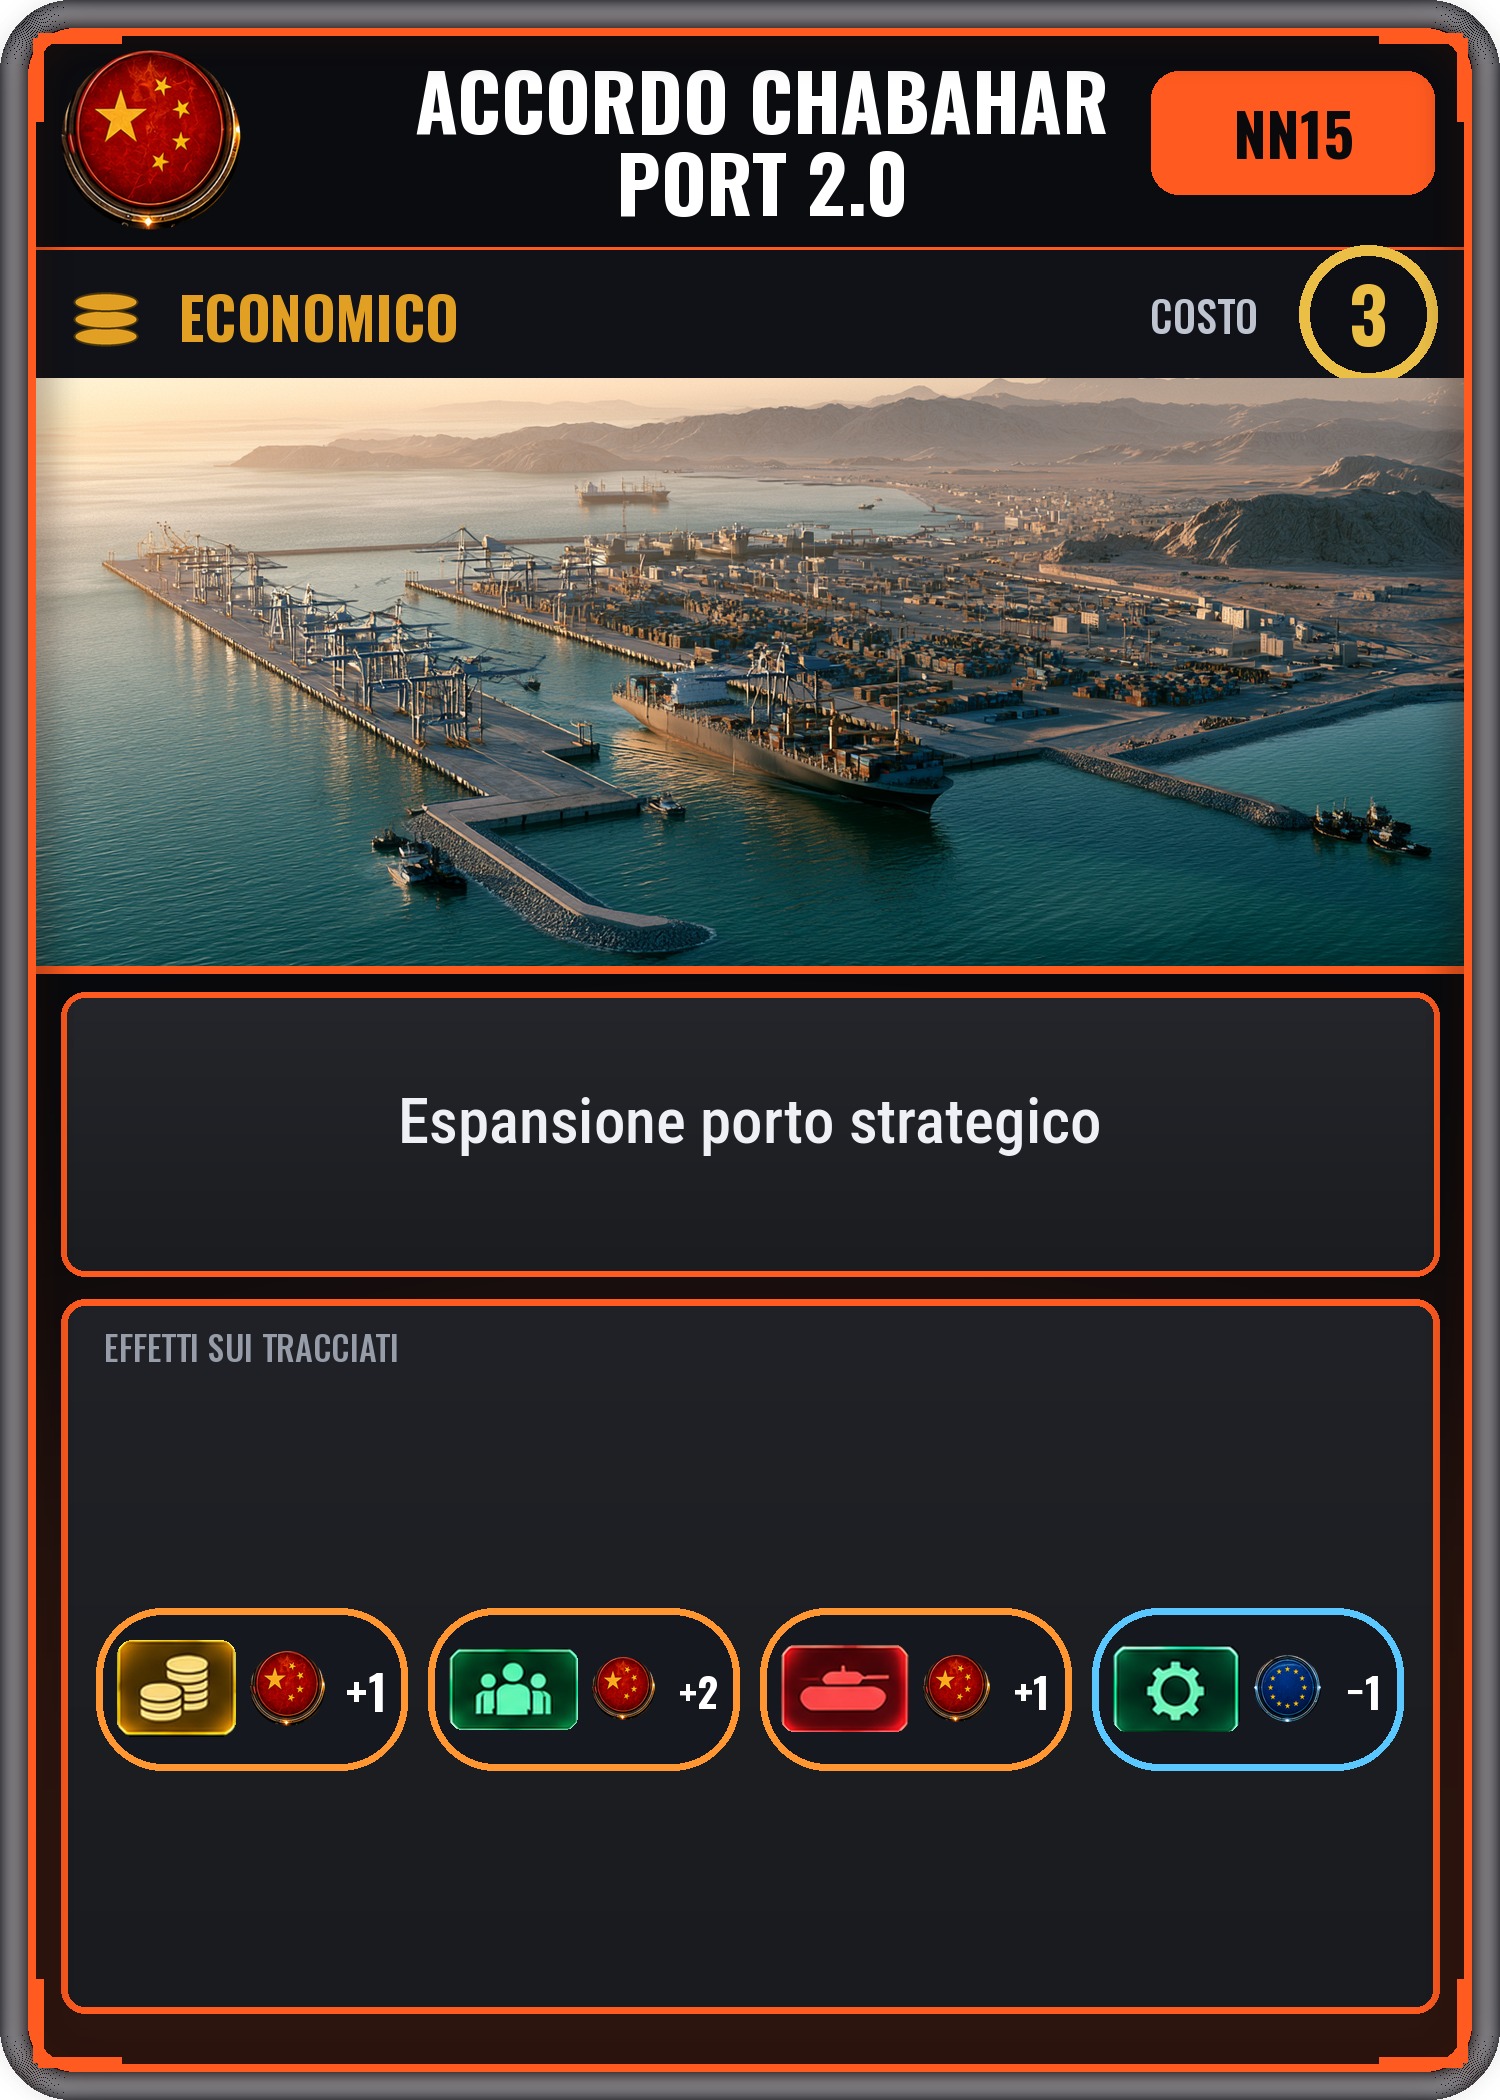 ACCORDO CHABAHAR
PORT 2.0
NN15
ECONOMICO
COSTO
3
Espansione porto strategico
EFFETTI SUI TRACCIATI
+1
+2
+1
−1